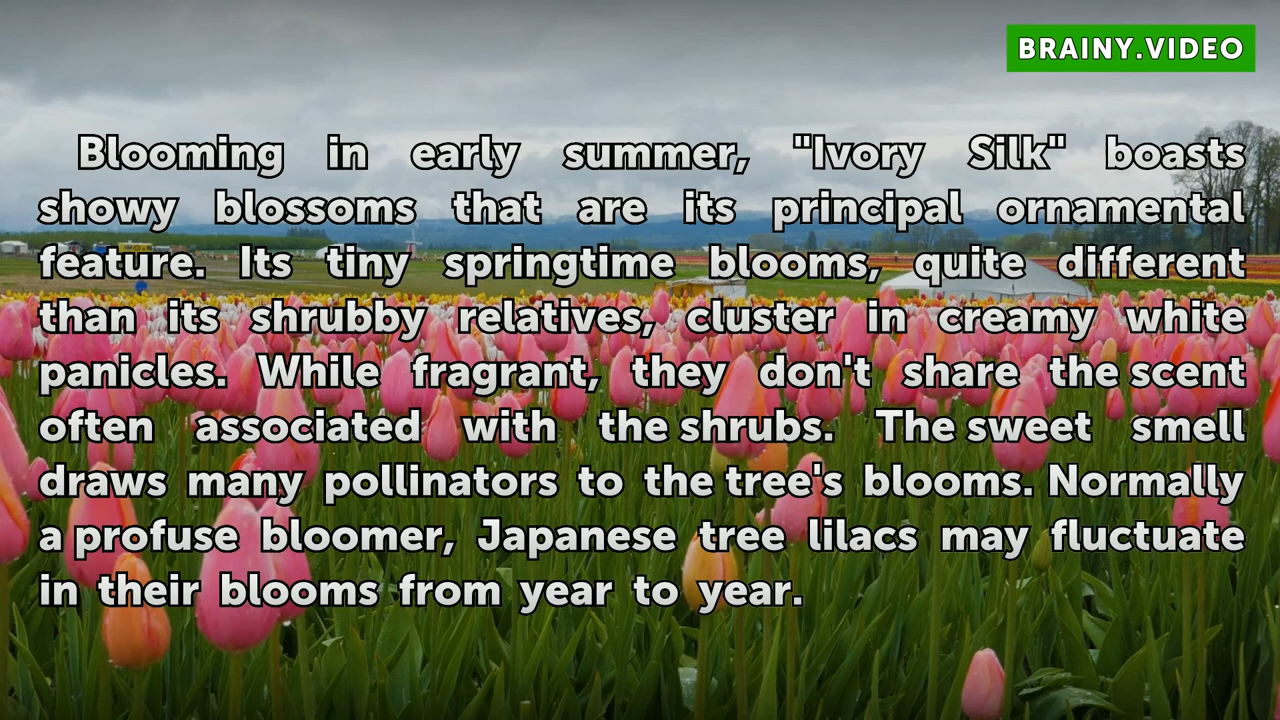 BRAINY.VIDEO
Blooming in early summer, "Ivory Silk" boasts
showy blossoms that are its principal ornamental
feature. Its tiny springtime blooms, quite different
than its shrubby relatives, cluster in creamy white
panicles. While fragrant, they don't share the scent
often associated with the shrubs. The sweet smell
draws many pollinators to the tree's blooms. Normally
a profuse bloomer, Japanese tree lilacs may fluctuate
in their blooms from year to year.